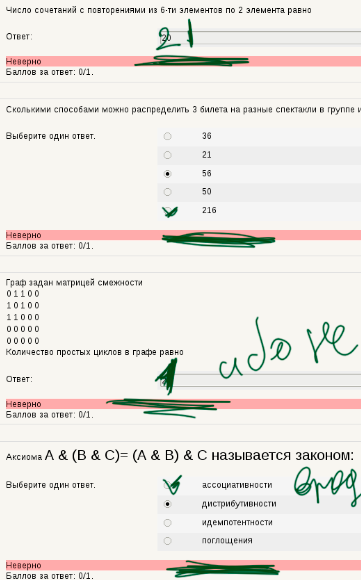 Число сочетаний с повторениями из 6-ти элементов по 2 элемента равно
21
Ответ: 20
Неверно
Баллов за ответ: 0/1.
Сколькими способами можно распределить 3 билета на разные спектакли в группе
Выберите один ответ. 36
21
56
50
216
Неверно
Баллов за ответ: 0/1.
Граф задан матрицей смежности
0 1 1 0 0
1 0 1 0 0
1 1 0 0 0
0 0 0 0 0
0 0 0 0 0
Количество простых циклов в графе равно
Ответ:
Неверно
Баллов за ответ: 0/1.
Аксиома A & (B & C)= (A & B) & C называется законом:
Выберите один ответ. ассоциативности
дистрибутивности
идемпотентности
поглощения
Неверно
Баллов за ответ: 0/1.